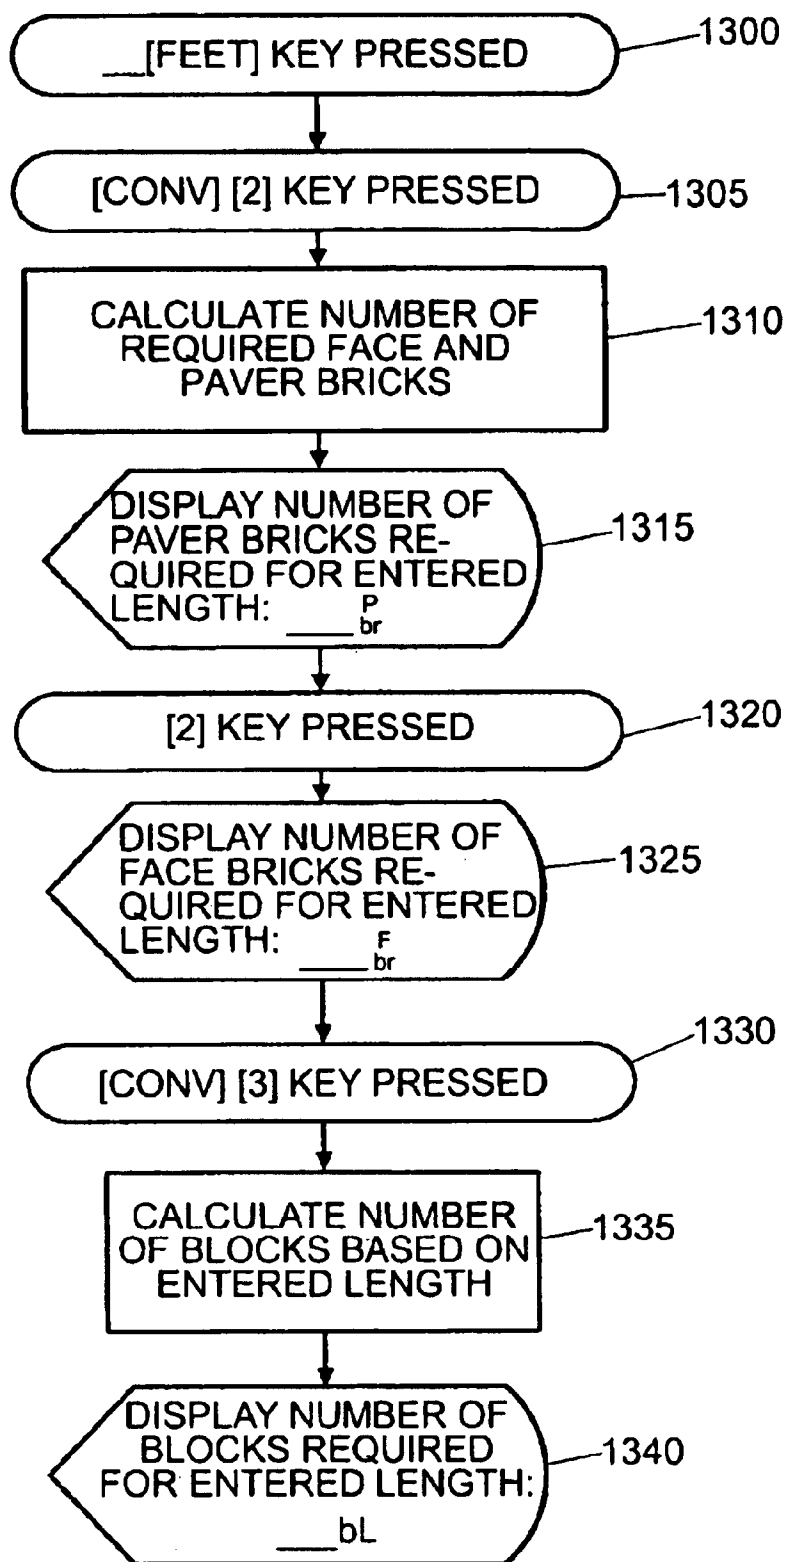 __[FEET] KEY PRESSED
1300
[CONV] [2] KEY PRESSED
1305
CALCULATE NUMBER OF
REQUIRED FACE AND
PAVER BRICKS
1310
DISPLAY NUMBER OF
PAVER BRICKS RE-
QUIRED FOR ENTERED
LENGTH: ____ P br
1315
[2] KEY PRESSED
1320
DISPLAY NUMBER OF
FACE BRICKS RE-
QUIRED FOR ENTERED
LENGTH: ____ F br
1325
[CONV] [3] KEY PRESSED
1330
CALCULATE NUMBER
OF BLOCKS BASED ON
ENTERED LENGTH
1335
DISPLAY NUMBER OF
BLOCKS REQUIRED
FOR ENTERED LENGTH:
____bL
1340